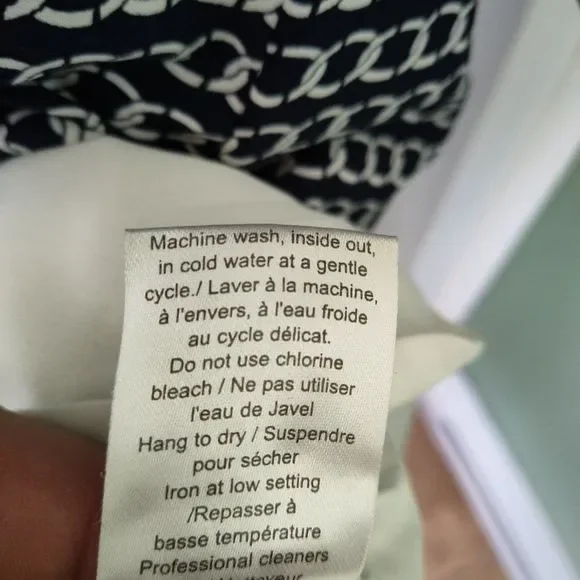 Machine wash, inside out,
in cold water at a gentle
cycle./ Laver à la machine,
à l'envers, à l'eau froide
au cycle délicat.
Do not use chlorine
bleach / Ne pas utiliser
l'eau de Javel
Hang to dry / Suspendre
pour sécher
Iron at low setting
/Repasser à
basse température
Professional cleaners